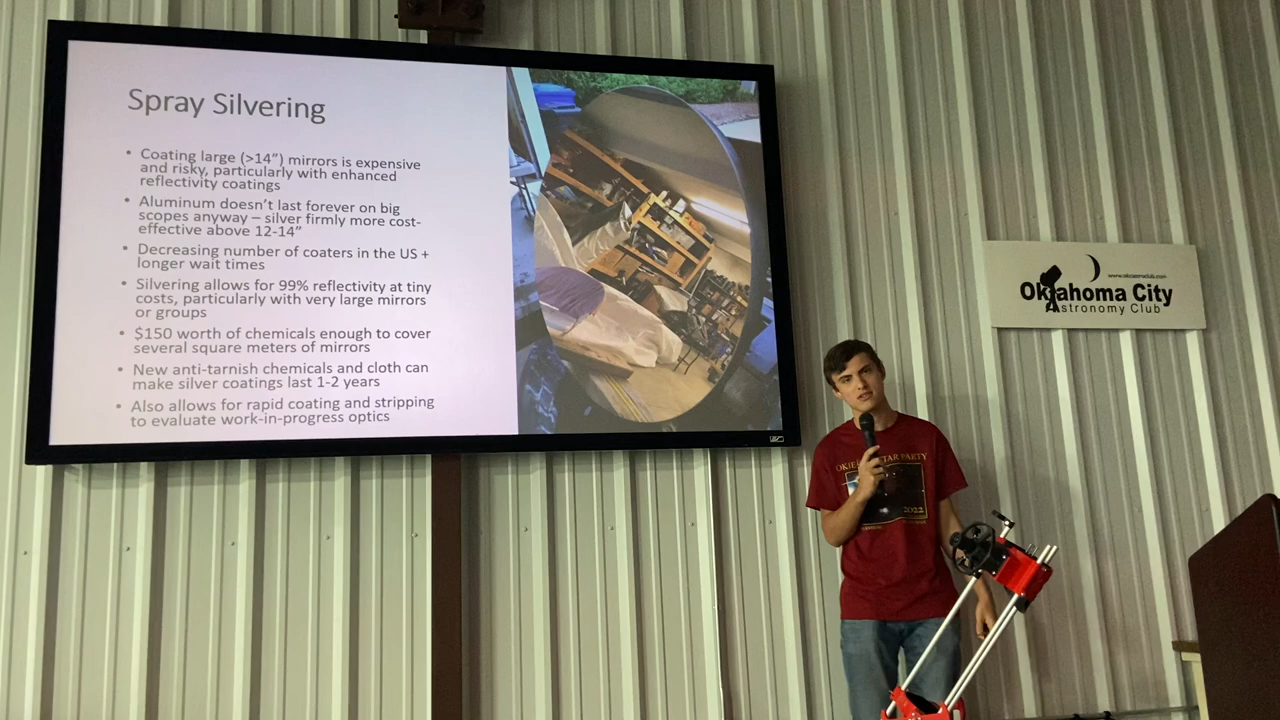 Spray Silvering
• Coating large (>14”) mirrors is expensive
and risky, particularly with enhanced
reflectivity coatings
• Aluminum doesn’t last forever on big
scopes anyway – silver firmly more cost-
effective above 12-14”
• Decreasing number of coaters in the US +
longer wait times
• Silvering allows for 99% reflectivity at tiny
costs, particularly with very large mirrors
or groups
• $150 worth of chemicals enough to cover
several square meters of mirrors
• New anti-tarnish chemicals and cloth can
make silver coatings last 1-2 years
• Also allows for rapid coating and stripping
to evaluate work-in-progress optics
Oklahoma City
Astronomy Club
TAR PARTY
2022